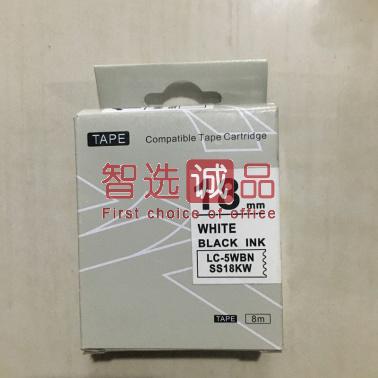 TAPE
Compatible Tape Cartridge
智选诚品
First choice of office
18 mm
WHITE
BLACK INK
LC-5WBN
SS18KW
TAPE 8m